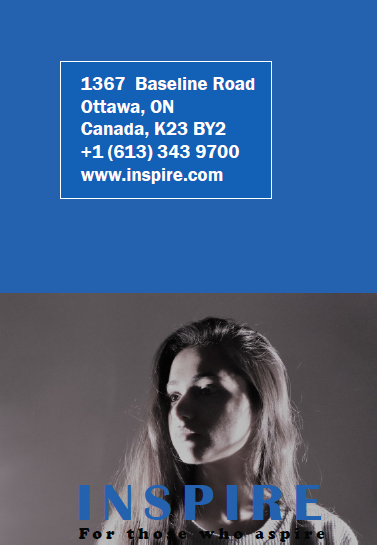 1367  Baseline Road
Ottawa, ON
Canada, K23 BY2
+1 (613) 343 9700
www.inspire.com
INSPIRE
For those who aspire